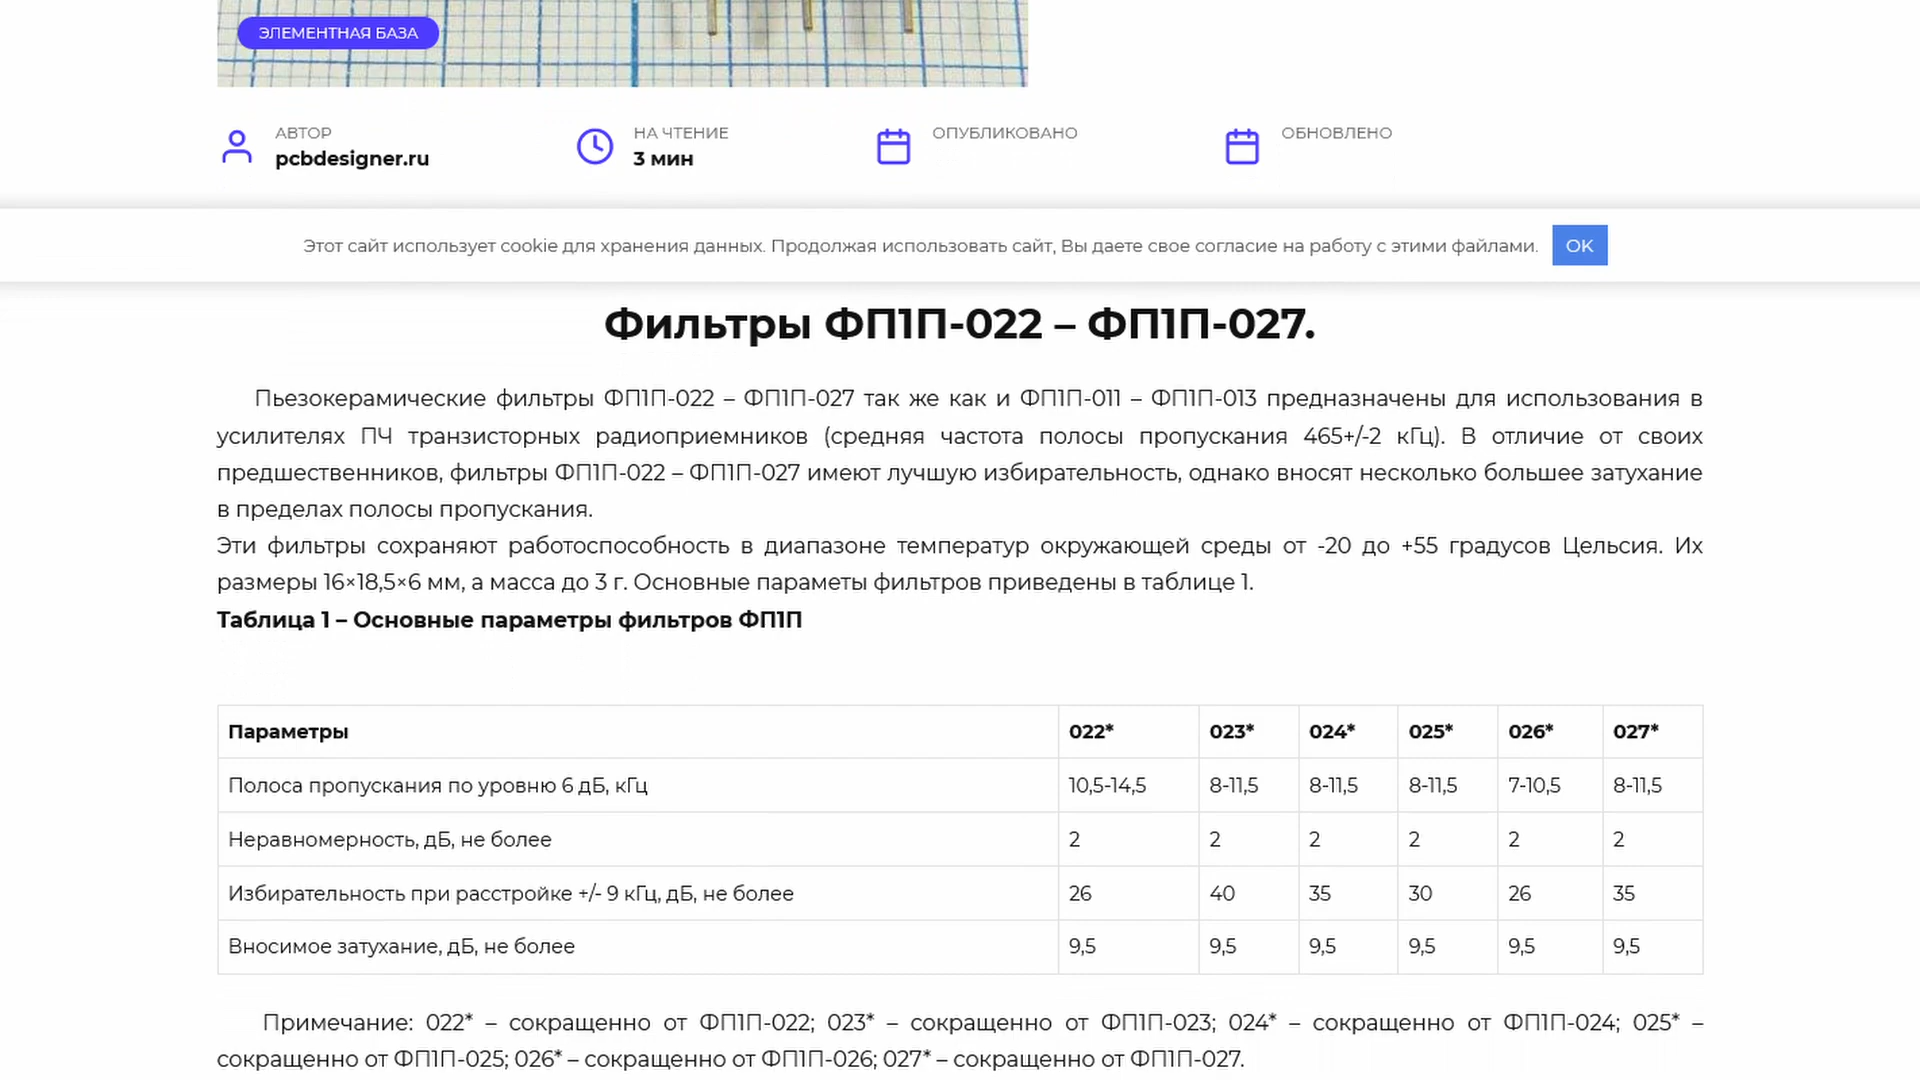 ЭЛЕМЕНТНАЯ БАЗА
АВТОР
pcbdesigner.ru
НА ЧТЕНИЕ
3 мин
ОПУБЛИКОВАНО
ОБНОВЛЕНО
Этот сайт использует cookie для хранения данных. Продолжая использовать сайт, Вы даете свое согласие на работу с этими файлами. OK
Фильтры ФП1П-022 – ФП1П-027.
Пьезокерамические фильтры ФП1П-022 – ФП1П-027 так же как и ФП1П-011 – ФП1П-013 предназначены для использования в
усилителях ПЧ транзисторных радиоприемников (средняя частота полосы пропускания 465+/-2 кГц). В отличие от своих
предшественников, фильтры ФП1П-022 – ФП1П-027 имеют лучшую избирательность, однако вносят несколько большее затухание
в пределах полосы пропускания.
Эти фильтры сохраняют работоспособность в диапазоне температур окружающей среды от -20 до +55 градусов Цельсия. Их
размеры 16×18,5×6 мм, а масса до 3 г. Основные параметы фильтров приведены в таблице 1.
Таблица 1 – Основные параметры фильтров ФП1П
Параметры 022* 023* 024* 025* 026* 027*
Полоса пропускания по уровню 6 дБ, кГц 10,5-14,5 8-11,5 8-11,5 8-11,5 7-10,5 8-11,5
Неравномерность, дБ, не более 2 2 2 2 2 2
Избирательность при расстройке +/- 9 кГц, дБ, не более 26 40 35 30 26 35
Вносимое затухание, дБ, не более 9,5 9,5 9,5 9,5 9,5 9,5
Примечание: 022* – сокращенно от ФП1П-022; 023* – сокращенно от ФП1П-023; 024* – сокращенно от ФП1П-024; 025* –
сокращенно от ФП1П-025; 026* – сокращенно от ФП1П-026; 027* – сокращенно от ФП1П-027.